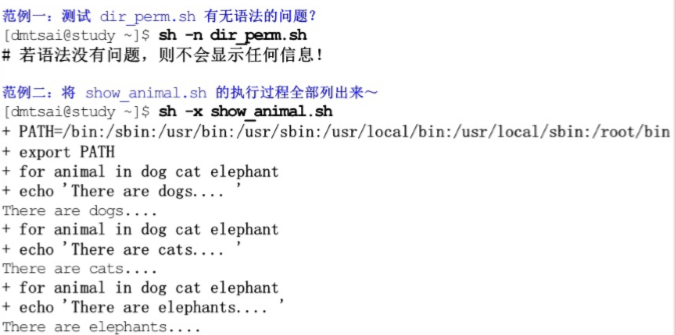 范例一：测试 dir_perm.sh 有无语法的问题？
[dmtsai@study ~]$ sh -n dir_perm.sh
# 若语法没有问题，则不会显示任何信息！
范例二：将 show_animal.sh 的执行过程全部列出来～
[dmtsai@study ~]$ sh -x show_animal.sh
+ PATH=/bin:/sbin:/usr/bin:/usr/sbin:/usr/local/bin:/usr/local/sbin:/root/bin
+ export PATH
+ for animal in dog cat elephant
+ echo 'There are dogs.... '
There are dogs....
+ for animal in dog cat elephant
+ echo 'There are cats.... '
There are cats....
+ for animal in dog cat elephant
+ echo 'There are elephants.... '
There are elephants....